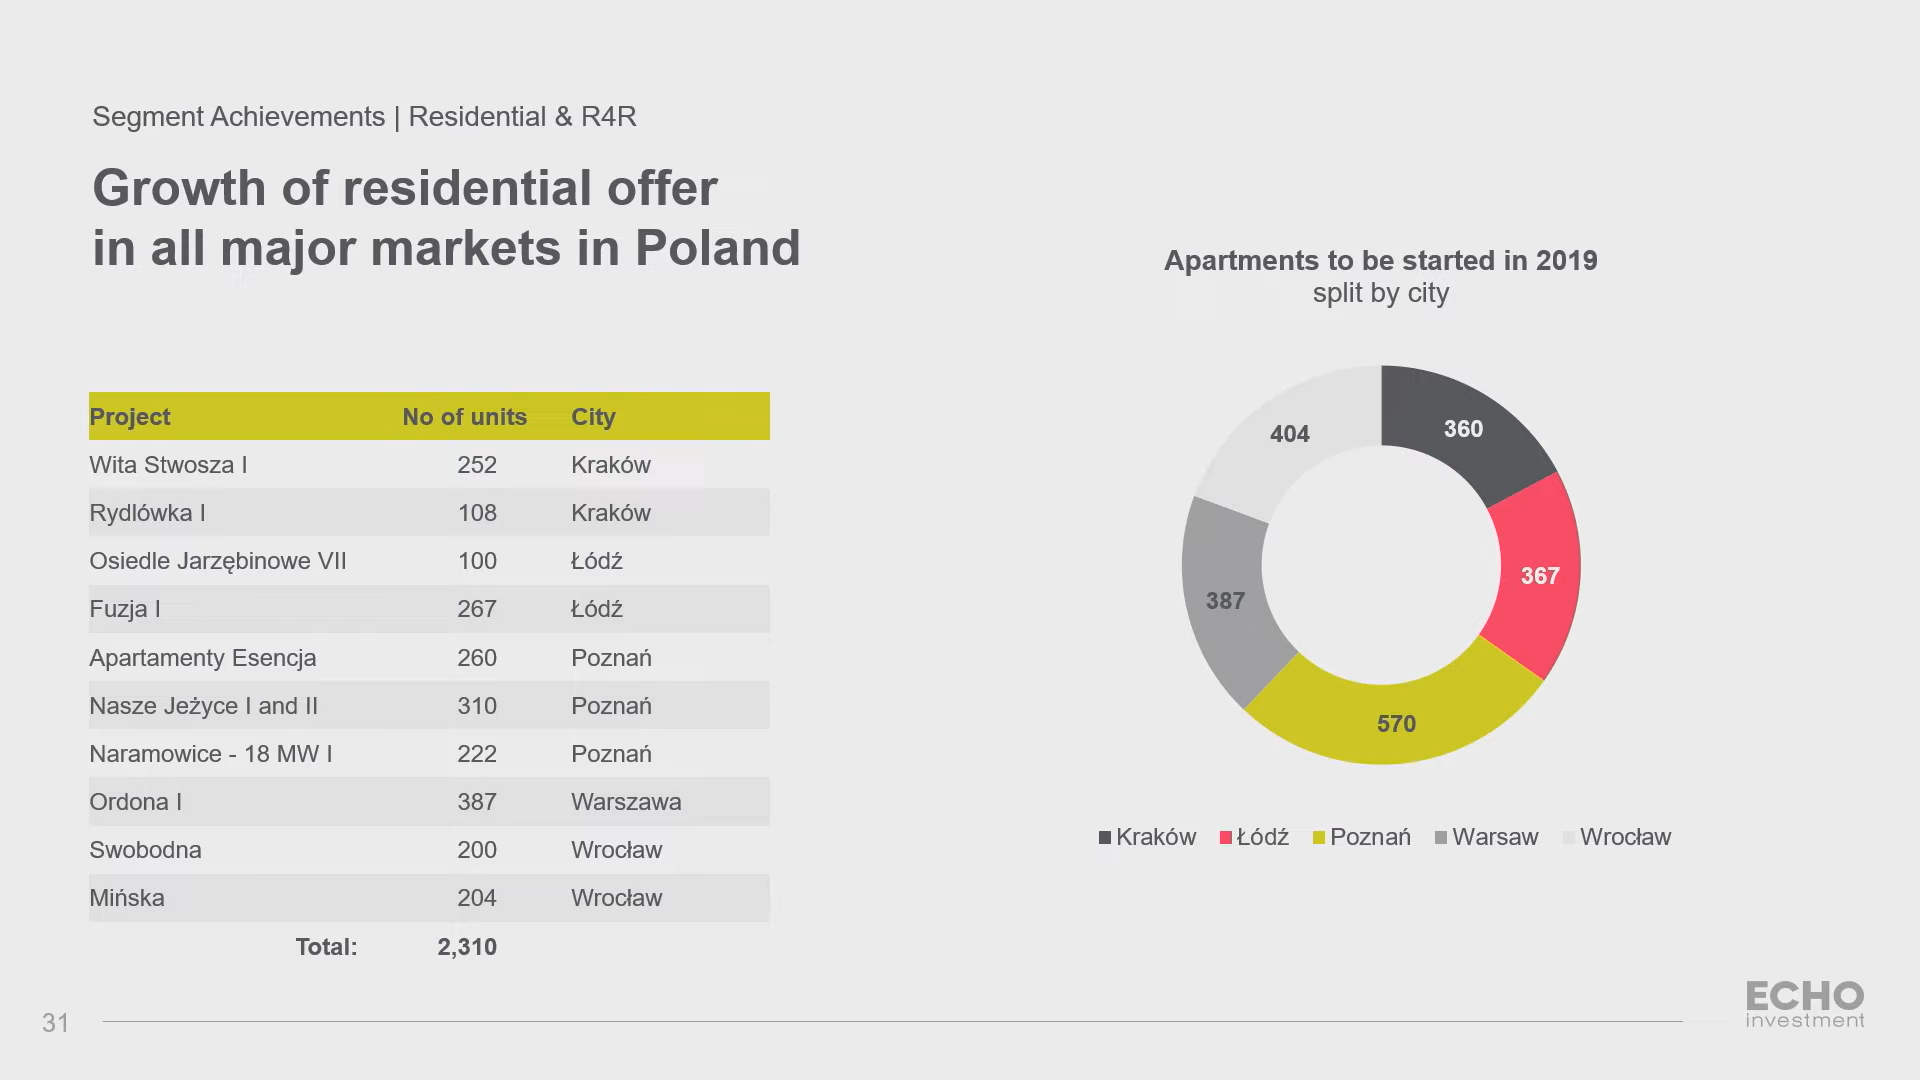 Segment Achievements | Residential & R4R
Growth of residential offer
in all major markets in Poland
Project No of units City
Wita Stwosza I 252 Kraków
Rydlówka I 108 Kraków
Osiedle Jarzębinowe VII 100 Łódź
Fuzja I 267 Łódź
Apartamenty Esencja 260 Poznań
Nasze Jeżyce I and II 310 Poznań
Naramowice - 18 MW I 222 Poznań
Ordona I 387 Warszawa
Swobodna 200 Wrocław
Mińska 204 Wrocław
Total: 2,310
Apartments to be started in 2019
split by city
404
360
367
387
570
Kraków Łódź Poznań Warsaw Wrocław
31
ECHO
investment